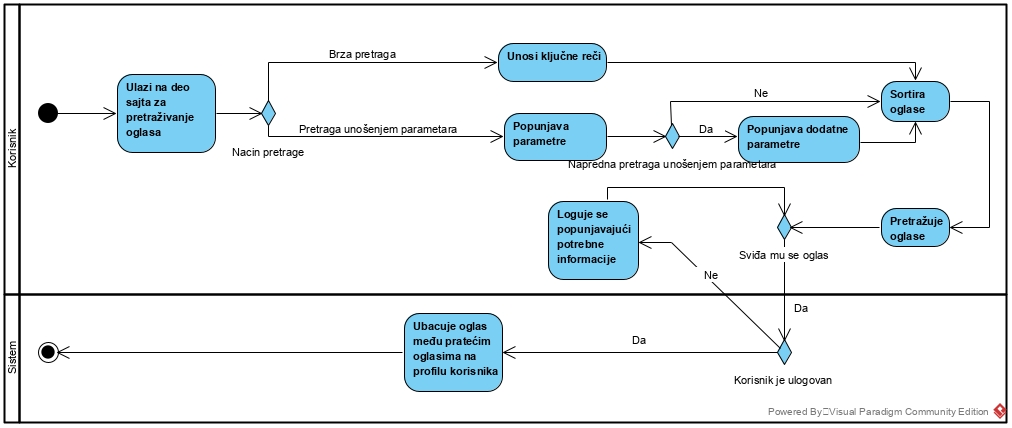 Korisnik
Brza pretraga
Unosi ključne reči
Ulazi na deo
sajta za
pretraživanje
oglasa
Pretraga unošenjem parametara
Nacin pretrage
Popunjava
parametre
Ne
Da
Napredna pretraga unošenjem parametara
Popunjava dodatne
parametre
Sortira
oglase
Pretražuje
oglase
Loguje se
popunjavajući
potrebne
informacije
Sviđa mu se oglas
Ne
Da
Sistem
Ubacuje oglas
među pratećim
oglasima na
profilu korisnika
Da
Korisnik je ulogovan
Powered By Visual Paradigm Community Edition